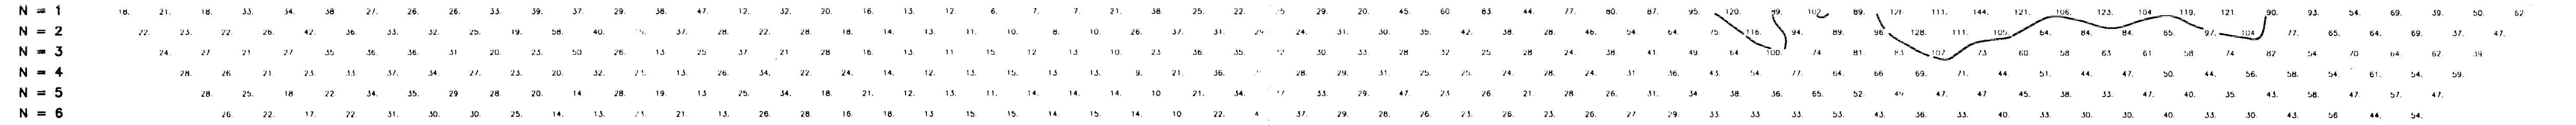 N = 1 18. 21. 18. 33. 34. 38 27. 26. 26. 33. 39. 37. 29. 38. 47. 12. 32. 20. 16. 13. 12. 6. 7. 7. 21. 38. 25. 22. 29. 20. 45. 60. 83. 44. 77. 80. 87. 95. 120. 89. 102 89. 111. 144. 121. 106. 123. 104 119. 121. 90. 93. 54. 69. 39. 50. 62
N = 2 22. 23. 22. 26. 42. 36. 33. 32. 25. 19. 58. 40. 37. 28. 22. 28. 18. 14. 13. 11. 10. 8. 10. 26. 37. 31. 24. 31. 30. 35. 42. 38. 28. 46. 54 64. 75 116. 94. 89. 96 128. 111. 105. 64. 84. 84. 65. 97. 104 77. 65. 64. 69. 37. 47.
N = 3 24. 27 21. 27 35 36. 36. 31 20. 23. 50 26. 13 25 37. 21 28 16. 13. 11 15 12 13 10. 23 36. 35. 30. 33. 28. 32 25. 28. 24. 38 41 49. 64 100. 74 81. 83 107 73 60 58 63 61 58 74 82 54 70 64 62 39
N = 4 28. 26. 21. 23. 33. 37. 34. 27. 23. 20. 32. 13. 26. 34. 22. 24. 14. 12. 13. 15. 13. 13. 9. 21. 36. 28. 29. 31. 25. 25. 24. 28. 24. 31 36. 43. 54. 77. 64. 66 69. 71. 44 51. 44. 47. 50. 44. 56. 58. 54. 61. 54. 59.
N = 5 28. 25. 18 22 34. 35. 29 28. 20. 14 28. 19. 13 25. 34. 18. 21. 12. 13. 11. 14. 14. 14. 10 21. 34. 33. 29. 47 23 26. 21. 28. 26. 31. 34 38. 36. 65. 52. 47. 47. 45. 38. 33. 47. 40. 35. 43. 58. 47. 57. 47.
N = 6 26. 22. 17. 22. 31. 30. 30. 25. 14. 13. 21. 13. 26. 28. 16. 18. 13 15. 15. 14. 15. 14. 10 22. 37. 29. 28. 26. 23. 26. 23. 26. 27 29. 33. 33 33. 53. 43. 36. 33. 40. 33. 30. 30. 40. 33. 30. 43. 56 44. 54.